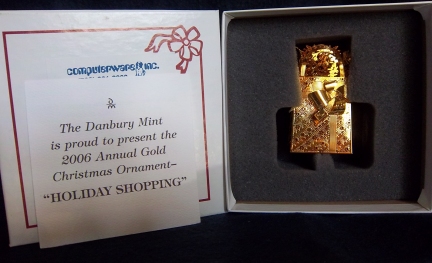 computerware, inc.
The Danbury Mint
is proud to present the
2006 Annual Gold
Christmas Ornament–
“HOLIDAY SHOPPING”